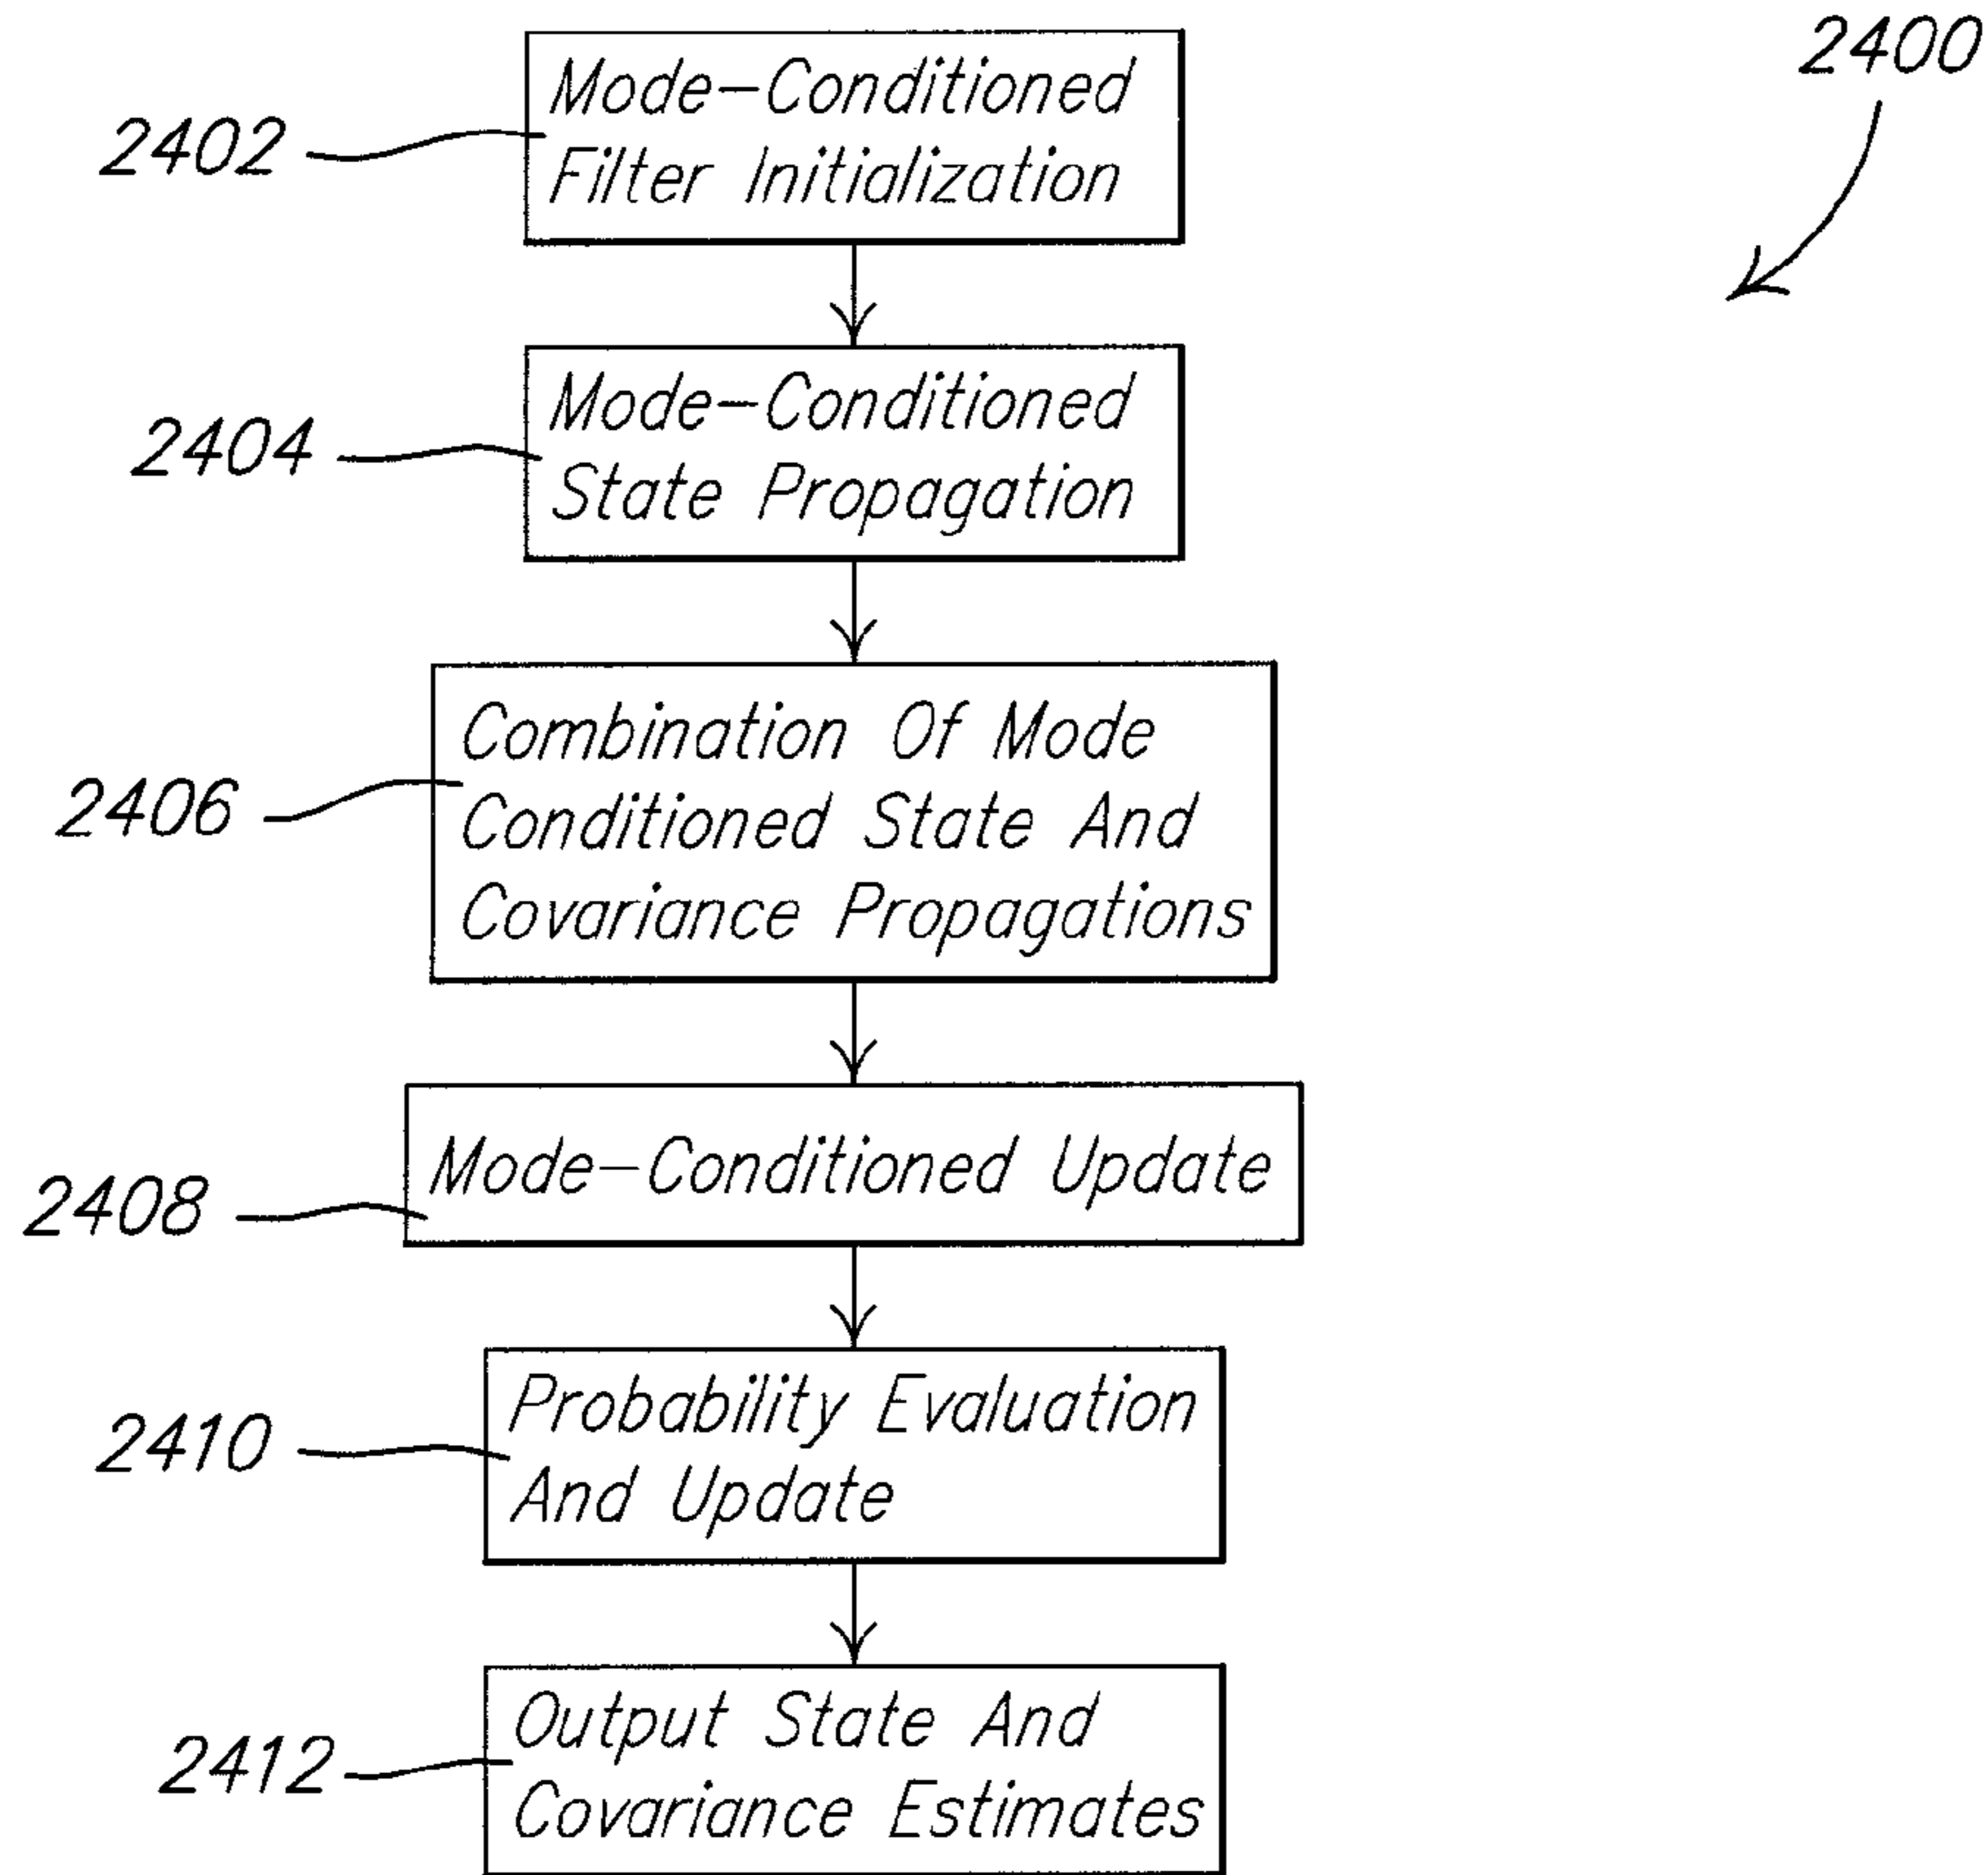 2400
Mode-Conditioned
Filter Initialization
2402
Mode-Conditioned
State Propagation
2404
Combination Of Mode
Conditioned State And
Covariance Propagations
2406
Mode-Conditioned Update
2408
Probability Evaluation
And Update
2410
Output State And
Covariance Estimates
2412